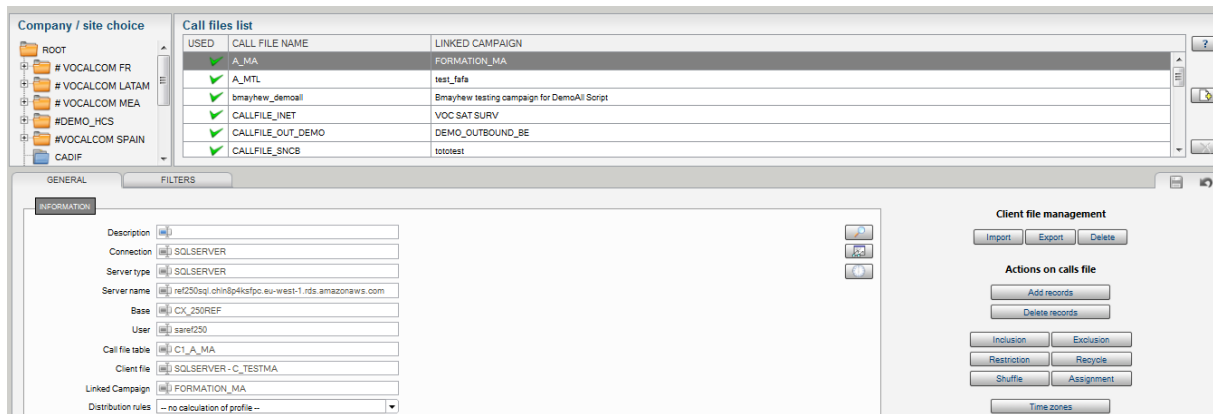 Company / site choice
ROOT
# VOCALCOM FR
# VOCALCOM LATAM
# VOCALCOM MEA
#DEMO_HCS
#VOCALCOM SPAIN
CADIF
Call files list
USED CALL FILE NAME LINKED CAMPAIGN
A_MA FORMATION_MA
A_MTL test_fafa
bmayhew_demoall Bmayhew testing campaign for DemoAll Script
CALLFILE_INET VOC SAT SURV
CALLFILE_OUT_DEMO DEMO_OUTBOUND_BE
CALLFILE_SNCB tototest
?
GENERAL FILTERS
INFORMATION
Description
Connection SQLSERVER
Server type SQLSERVER
Server name ref250sql.chln8p4ksfpc.eu-west-1.rds.amazonaws.com
Base CX_250REF
User saref250
Call file table C1_A_MA
Client file SQLSERVER - C_TESTMA
Linked Campaign FORMATION_MA
Distribution rules -- no calculation of profile --
Client file management
Import Export Delete
Actions on calls file
Add records
Delete records
Inclusion Exclusion
Restriction Recycle
Shuffle Assignment
Time zones